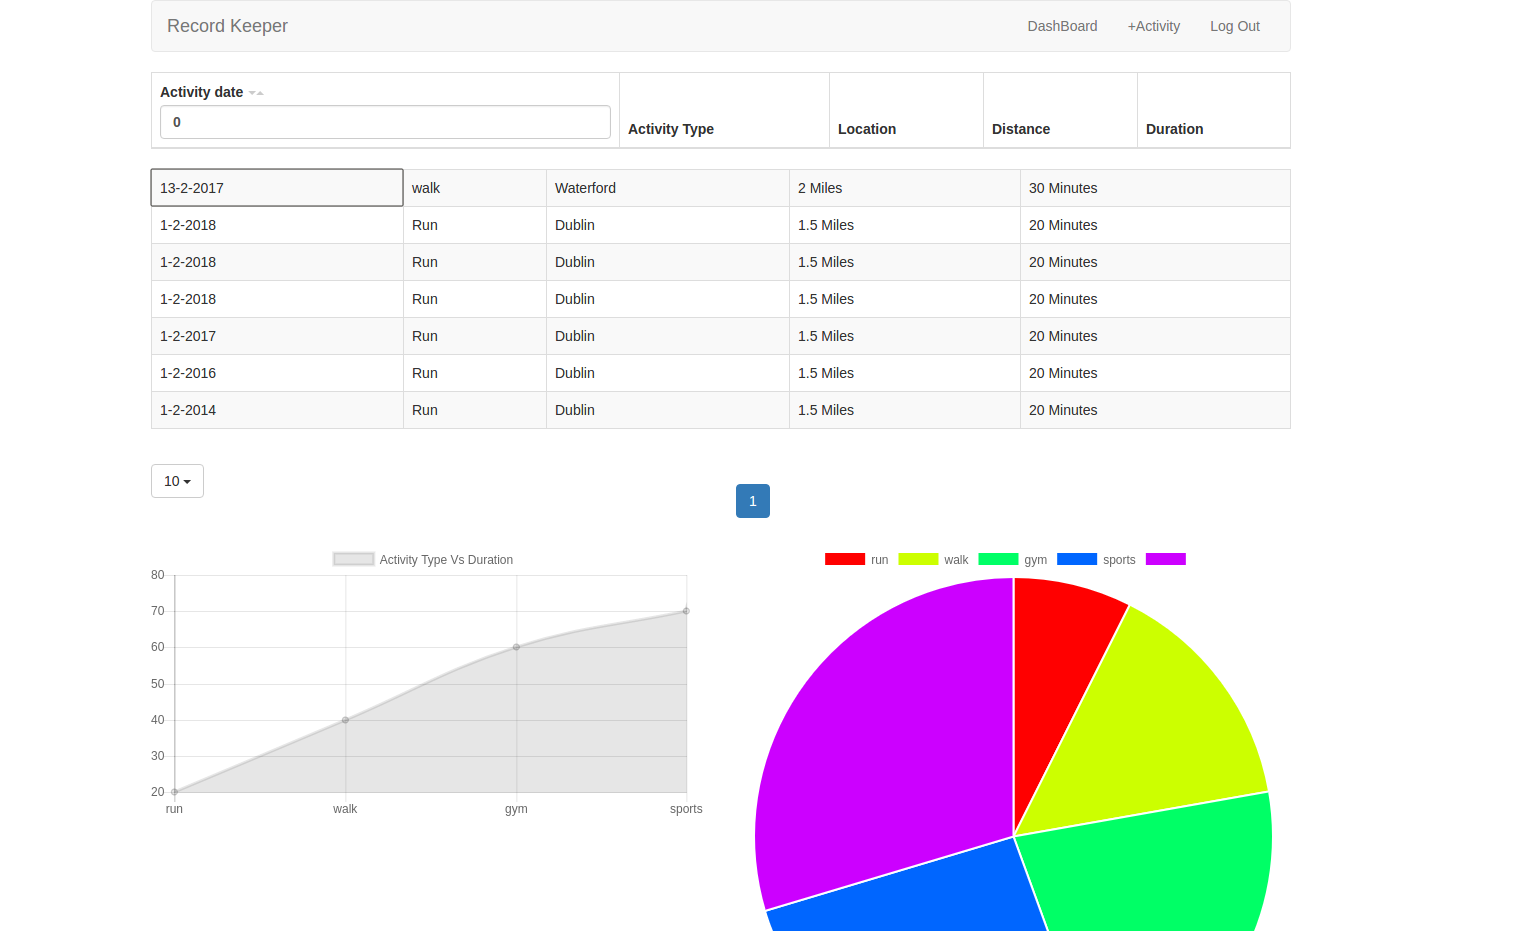 Record Keeper DashBoard +Activity Log Out
Activity date
0
Activity Type Location Distance Duration
13-2-2017 walk Waterford 2 Miles 30 Minutes
1-2-2018 Run Dublin 1.5 Miles 20 Minutes
1-2-2018 Run Dublin 1.5 Miles 20 Minutes
1-2-2018 Run Dublin 1.5 Miles 20 Minutes
1-2-2017 Run Dublin 1.5 Miles 20 Minutes
1-2-2016 Run Dublin 1.5 Miles 20 Minutes
1-2-2014 Run Dublin 1.5 Miles 20 Minutes
10
1
Activity Type Vs Duration
80
70
60
50
40
30
20
run walk gym sports
run walk gym sports